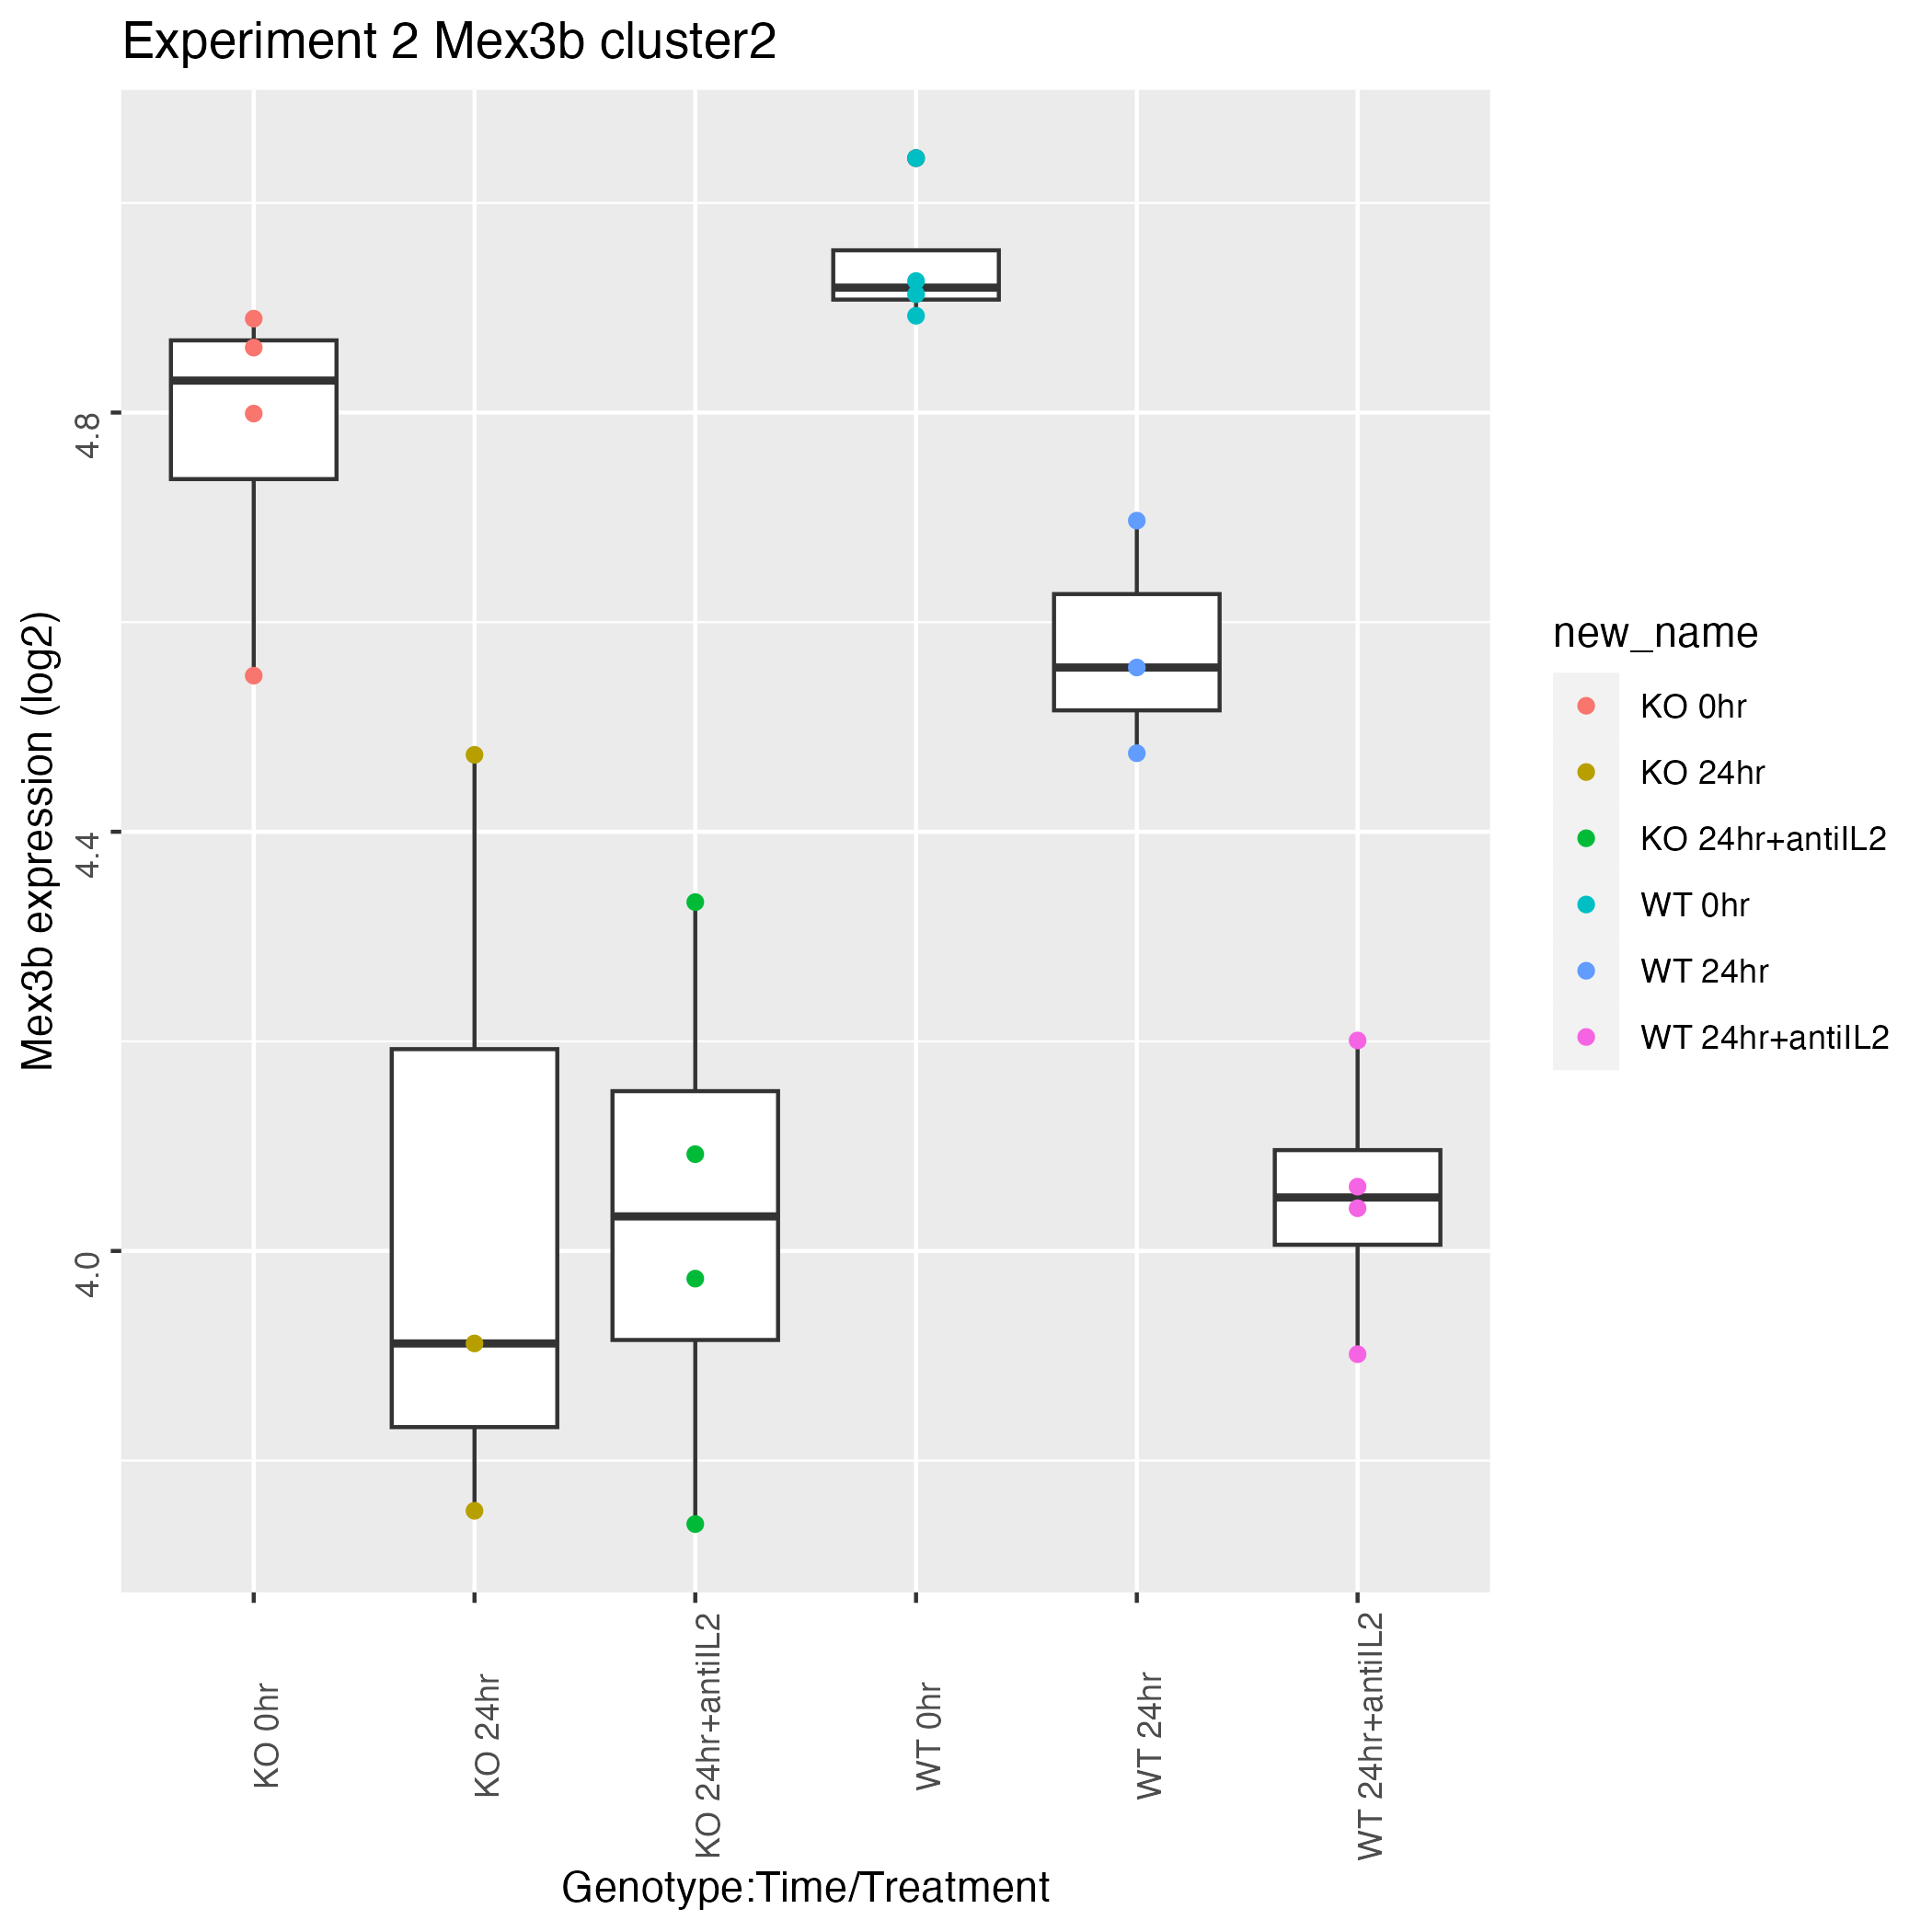 Experiment 2 Mex3b cluster2
Mex3b expression (log2)
4.8
4.4
4.0
KO 0hr
KO 24hr
KO 24hr+antiIL2
WT 0hr
WT 24hr
WT 24hr+antiIL2
Genotype:Time/Treatment
new_name
KO 0hr
KO 24hr
KO 24hr+antiIL2
WT 0hr
WT 24hr
WT 24hr+antiIL2